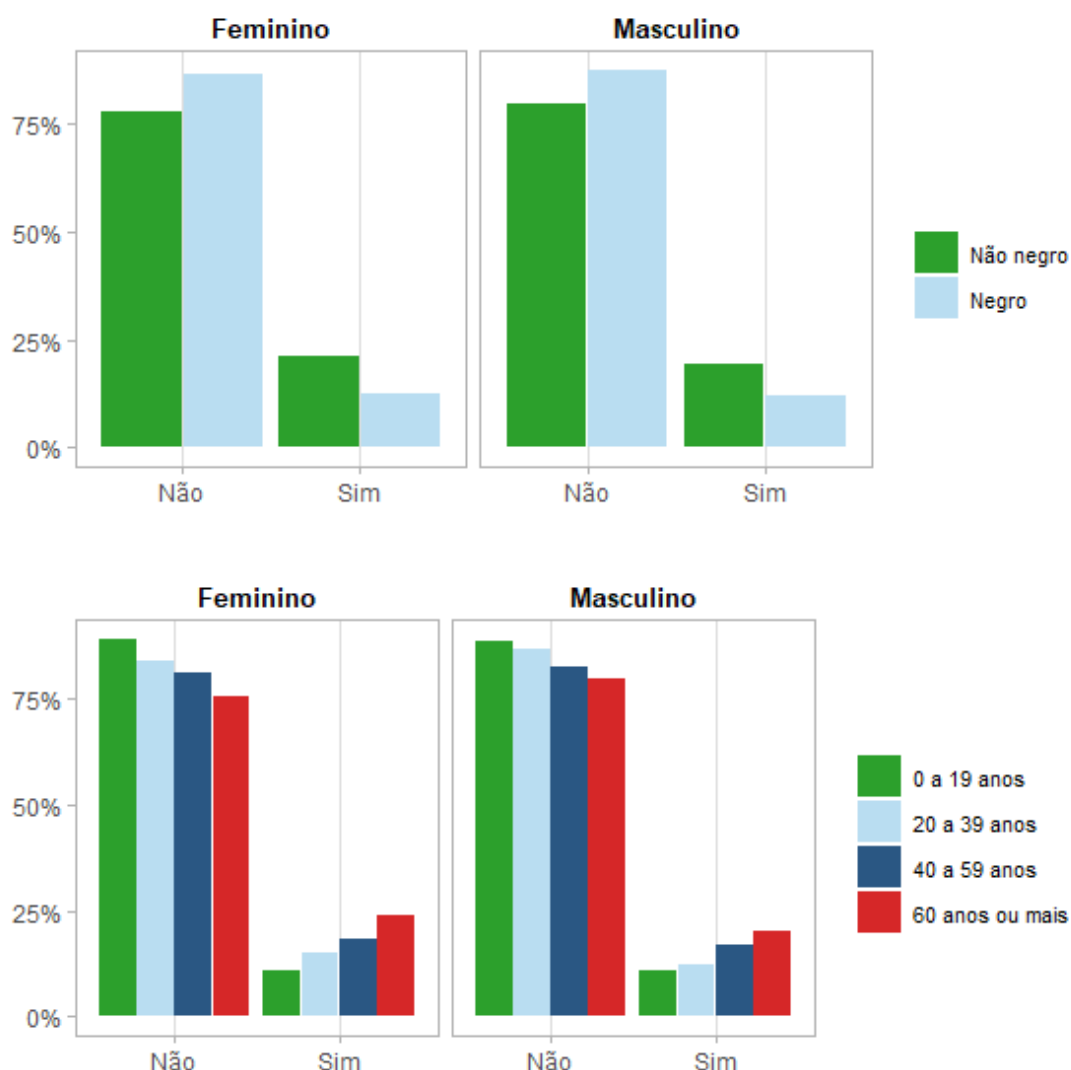 Feminino
Masculino
75%
50%
25%
0%
Não
Sim
Não
Sim
Não negro
Negro
Feminino
Masculino
75%
50%
25%
0%
Não
Sim
Não
Sim
0 a 19 anos
20 a 39 anos
40 a 59 anos
60 anos ou mais